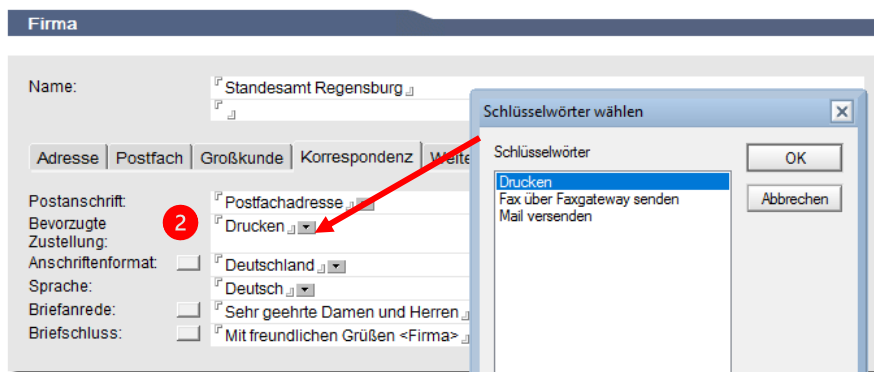 Firma
Name:
Standesamt Regensburg
Adresse
Postfach
Großkunde
Korrespondenz
Weite
Postanschrift:
Postfachadresse
Bevorzugte
Zustellung:
2
Drucken
Anschriftenformat:
Deutschland
Sprache:
Deutsch
Briefanrede:
Sehr geehrte Damen und Herren
Briefschluss:
Mit freundlichen Grüßen <Firma>
Schlüsselwörter wählen
Schlüsselwörter
Drucken
Fax über Faxgateway senden
Mail versenden
OK
Abbrechen